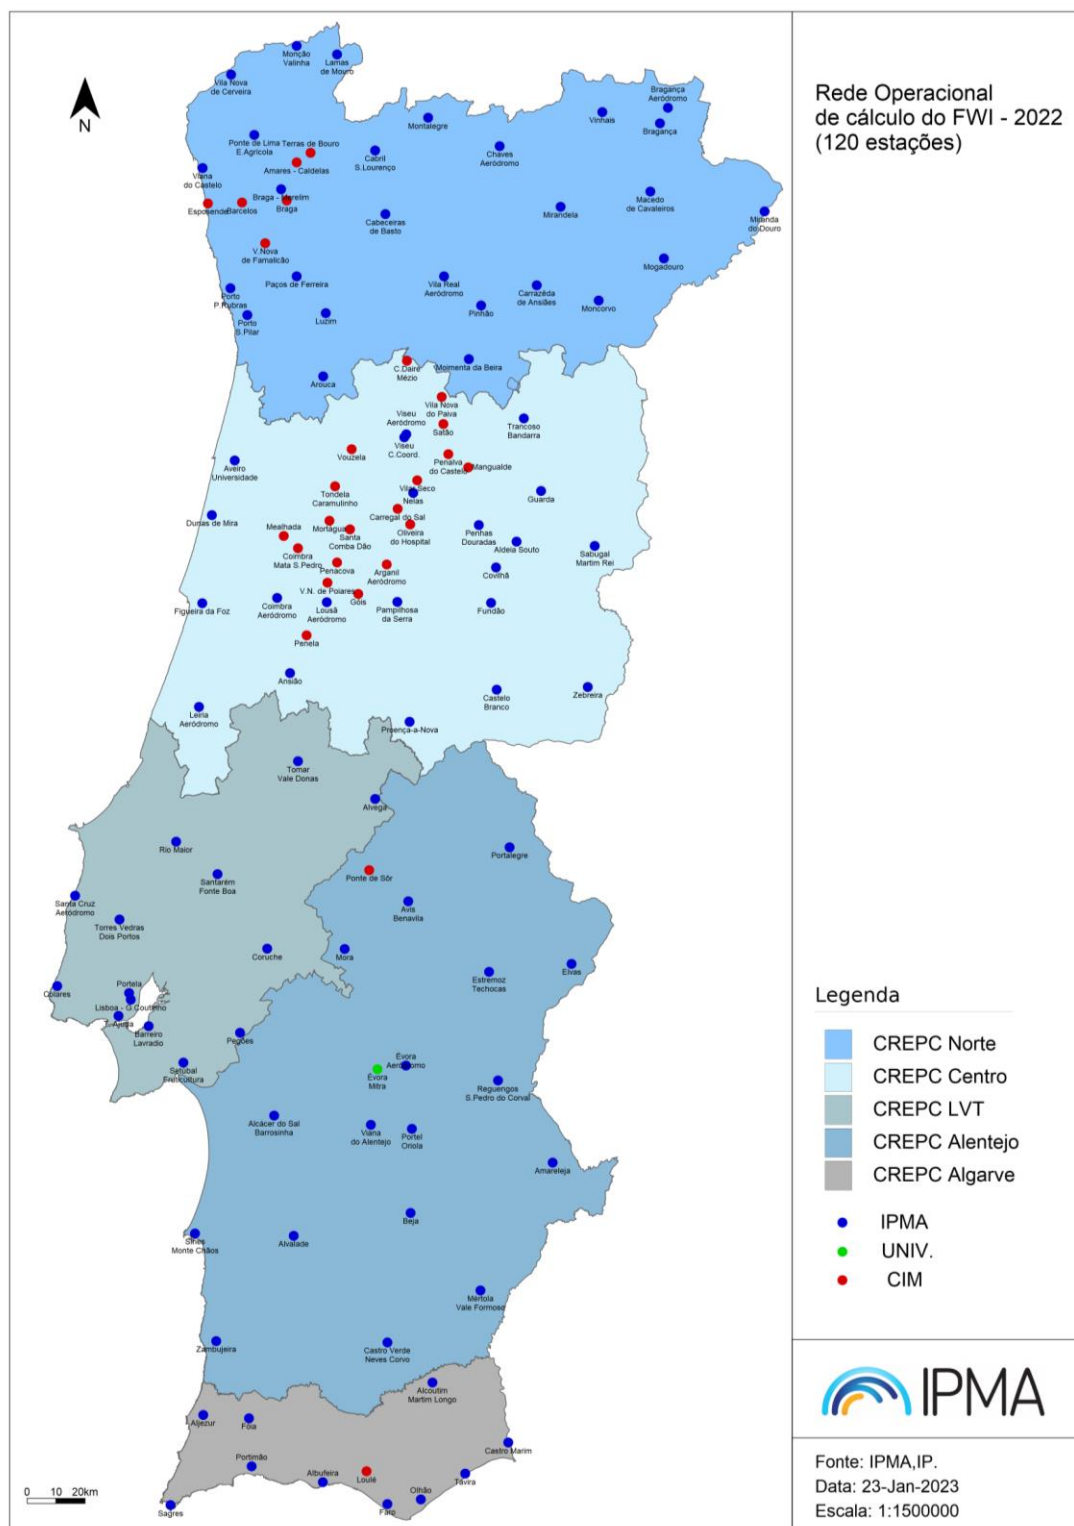 Rede Operacional
de cálculo do FWI - 2022
(120 estações)
N
Monção
Valinha
Lamas
de Mouro
Vila Nova
de Cerveira
Bragança
Aeródromo
Vinhais
Bragança
Montalegre
Ponte de Lima
E.Agricola
Terras de Bouro
Amares - Caldelas
Cabril
S.Lourenço
Chaves
Aeródromo
Viana
do Castelo
Braga - Merelim
Braga
Esposende
Barcelos
Cabeceiras
de Basto
Mirandela
Macedo
de Cavaleiros
Miranda
do Douro
V.Nova
de Famalicão
Mogadouro
Paços de Ferreira
Vila Real
Aeródromo
Carrazêda
de Ansiães
Moncorvo
Porto
P.Rubras
Porto
S.Pilar
Luzim
Pinhão
C.Daire
Mézio
Moimenta da Beira
Arouca
Vila Nova
do Paiva
Viseu
Aeródromo
Satão
Trancoso
Bandarra
Viseu
C.Coord.
Vouzela
Penalva
do Castelo
Mangualde
Aveiro
Universidade
Tondela
Caramulinho
Vilar Seco
Nelas
Guarda
Dunas de Mira
Carregal do Sal
Mortágua
Oliveira
do Hospital
Mealhada
Santa
Comba Dão
Penhas
Douradas
Aldeia Souto
Sabugal
Martim Rei
Coimbra
Mata S.Pedro
Penacova
Arganil
Aeródromo
Covilhã
V.N. de Poiares
Góis
Figueira da Foz
Coimbra
Aeródromo
Lousã
Aeródromo
Pampilhosa
da Serra
Fundão
Penela
Ansião
Castelo
Branco
Zebreira
Leiria
Aeródromo
Proença-a-Nova
Tomar
Vale Donas
Alvega
Rio Maior
Portalegre
Santarém
Fonte Boa
Ponte de Sôr
Santa Cruz
Aeródromo
Avis
Benavila
Torres Vedras
Dois Portos
Coruche
Mora
Estremoz
Techocas
Elvas
Colares
Portela
Lisboa - G.Coutinho
Ajuda
Barreiro
Lavradio
Pegões
Setúbal
Fruticultura
Évora
Aeródromo
Évora
Mitra
Reguengos
S.Pedro do Corval
Alcácer do Sal
Barrosinha
Viana
do Alentejo
Portel
Oriola
Amareleja
Beja
Sines
Monte Chãos
Alvalade
Mértola
Vale Formoso
Zambujeira
Castro Verde
Neves Corvo
Alcoutim
Martim Longo
Aljezur
Fóia
Castro Marim
Portimão
Albufeira
Loulé
Tavira
Olhão
Faro
Sagres
0 10 20km
Legenda
CREPC Norte
CREPC Centro
CREPC LVT
CREPC Alentejo
CREPC Algarve
IPMA
UNIV.
CIM
IPMA
Fonte: IPMA,IP.
Data: 23-Jan-2023
Escala: 1:1500000